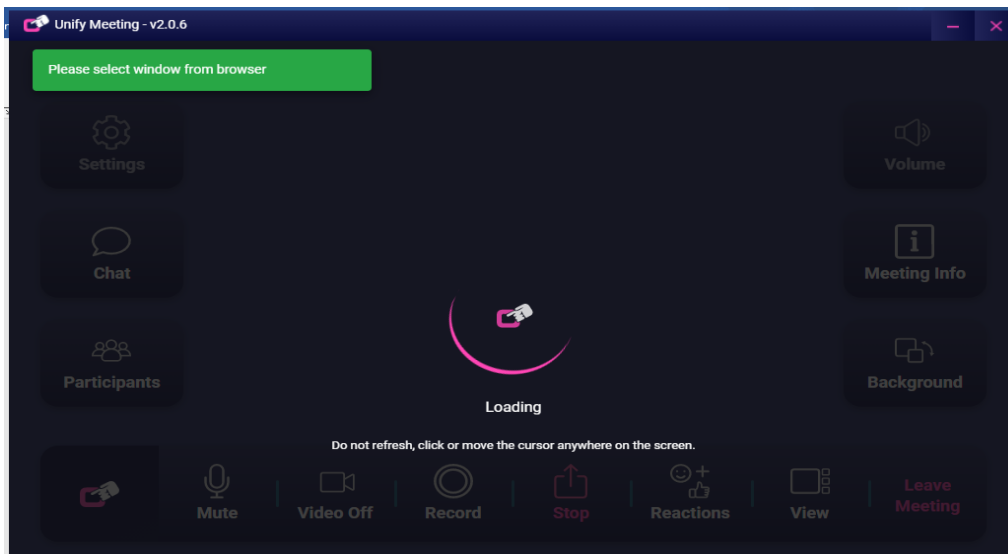 Unify Meeting - v2.0.6
Please select window from browser
Settings
Volume
Chat
Meeting Info
Participants
Background
Loading
Do not refresh, click or move the cursor anywhere on the screen.
Mute
Video Off
Record
Stop
Reactions
View
Leave
Meeting